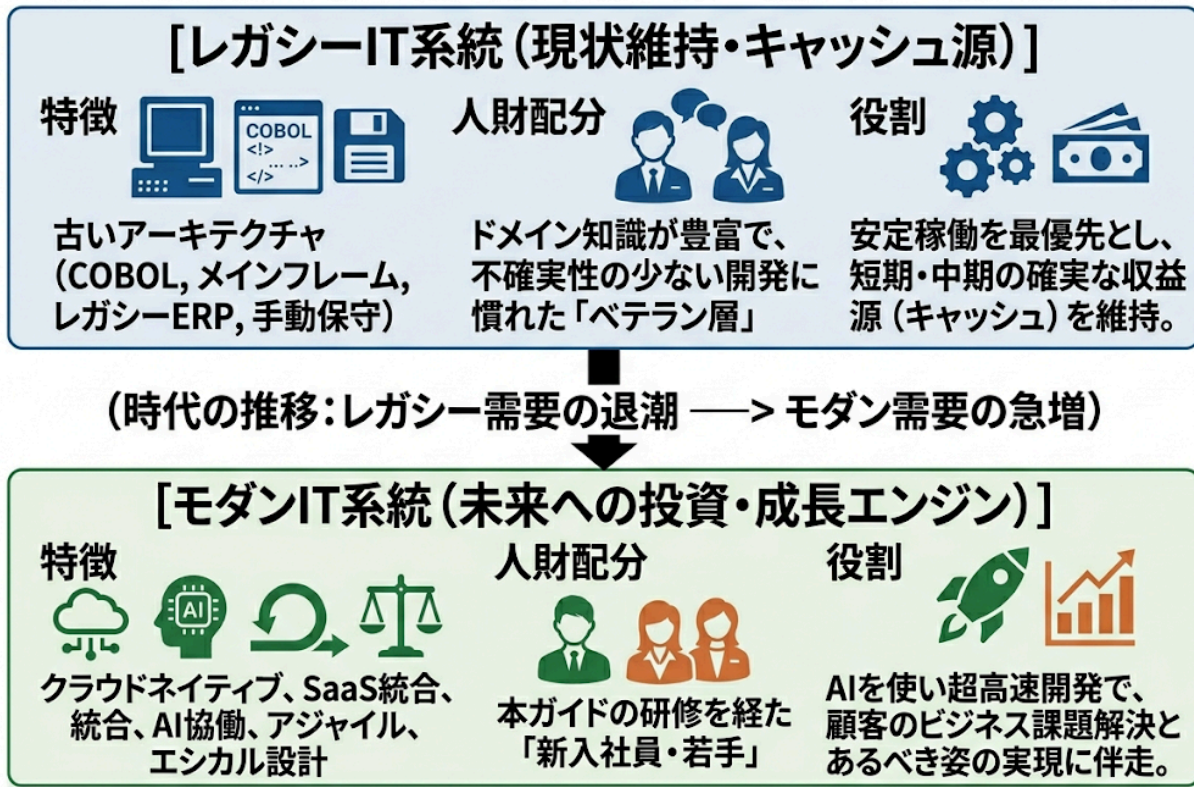 [レガシーIT系統（現状維持・キャッシュ源）]
特徴
COBOL
<!>
... ..>
</>
古いアーキテクチャ
（COBOL, メインフレーム,
レガシーERP, 手動保守）
人財配分
ドメイン知識が豊富で、
不確実性の少ない開発に
慣れた「ベテラン層」
役割
安定稼働を最優先とし、
短期・中期の確実な収益
源（キャッシュ）を維持。
（時代の推移：レガシー需要の退潮 ──> モダン需要の急増）
[モダンIT系統（未来への投資・成長エンジン）]
特徴
AI
クラウドネイティブ、SaaS統合、
統合、AI協働、アジャイル、
エシカル設計
人財配分
本ガイドの研修を経た
「新入社員・若手」
役割
AIを使い超高速開発で、
顧客のビジネス課題解決と
あるべき姿の実現に伴走。